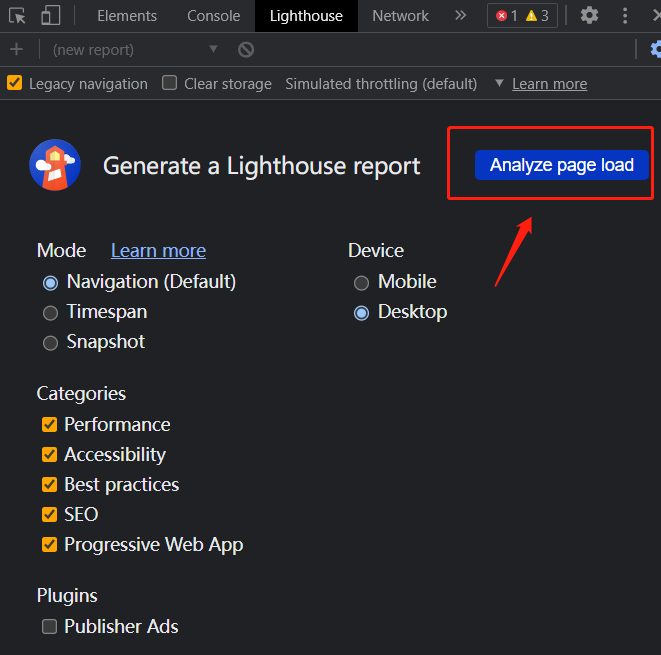 Elements Console Lighthouse Network 1 3
(new report)
Legacy navigation Clear storage Simulated throttling (default) Learn more
Generate a Lighthouse report Analyze page load
Mode Learn more Device
Navigation (Default) Mobile
Timespan Desktop
Snapshot
Categories
Performance
Accessibility
Best practices
SEO
Progressive Web App
Plugins
Publisher Ads